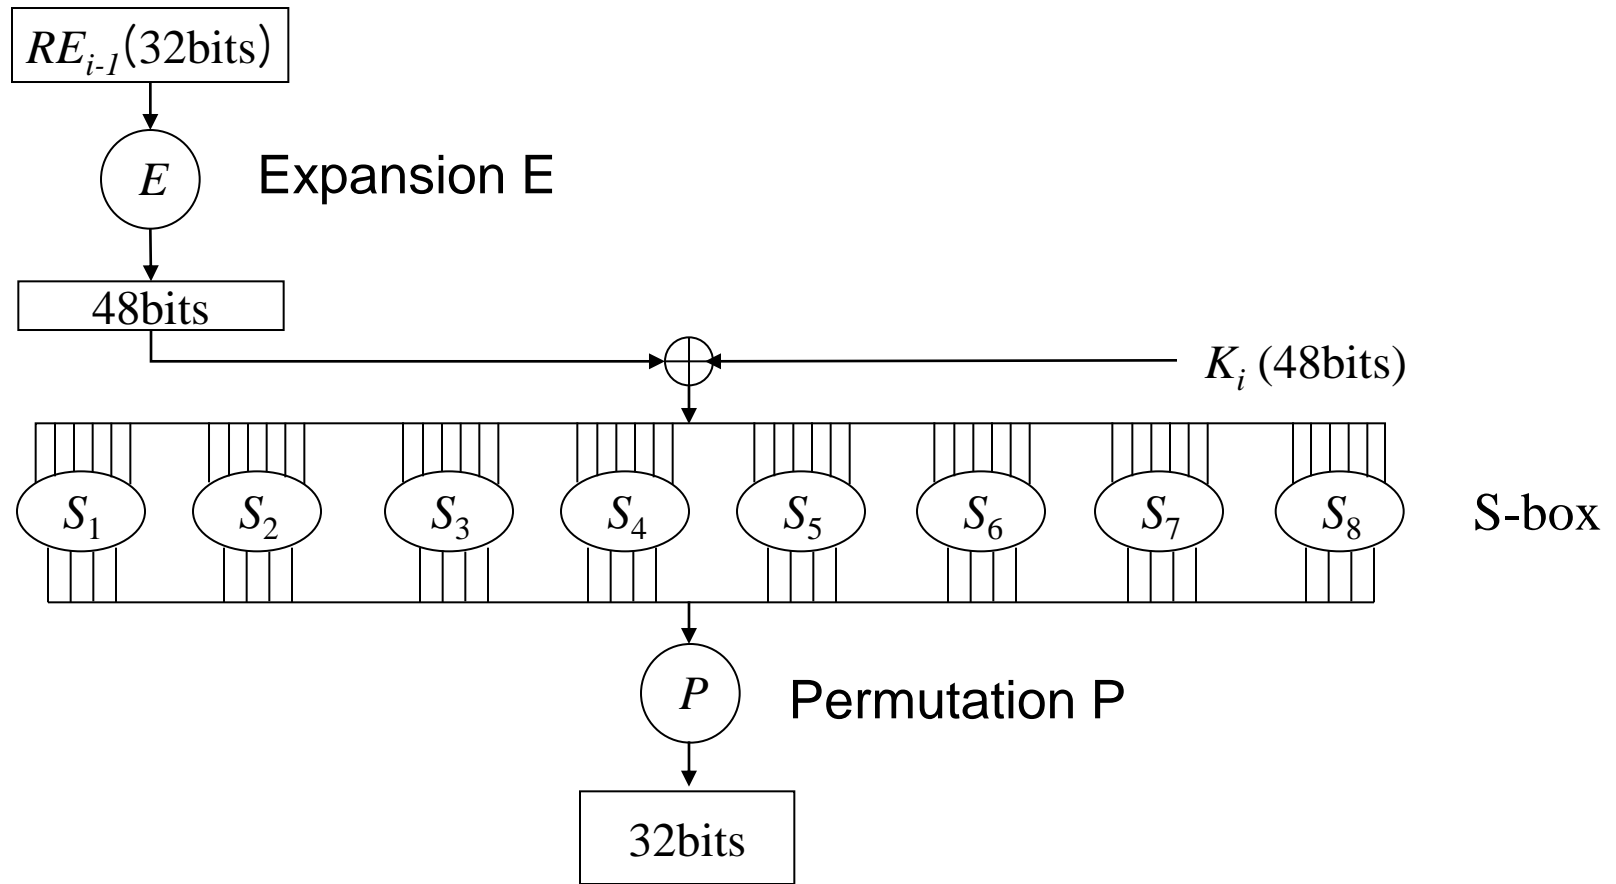 RE_{i-1}(32bits)
E
Expansion E
48bits
K_i (48bits)
S_1 S_2 S_3 S_4 S_5 S_6 S_7 S_8 S-box
P
Permutation P
32bits